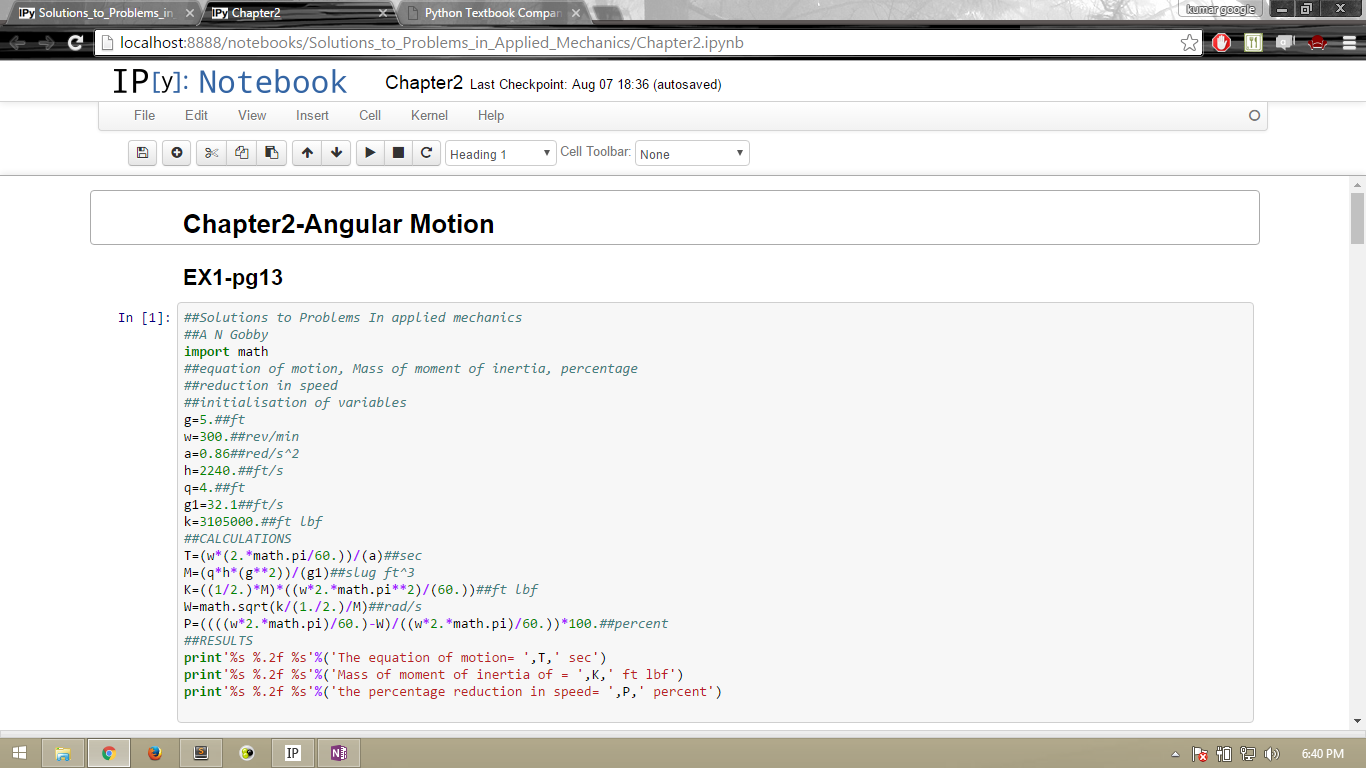 IPy Solutions_to_Problems_in
IPy Chapter2
Python Textbook Compan
kumar google
localhost:8888/notebooks/Solutions_to_Problems_in_Applied_Mechanics/Chapter2.ipynb
IP[y]: Notebook
Chapter2 Last Checkpoint: Aug 07 18:36 (autosaved)
File Edit View Insert Cell Kernel Help
Heading 1 Cell Toolbar: None
Chapter2-Angular Motion
EX1-pg13
In [1]: ##Solutions to Problems In applied mechanics
##A N Gobby
import math
##equation of motion, Mass of moment of inertia, percentage
##reduction in speed
##initialisation of variables
g=5.##ft
w=300.##rev/min
a=0.86##red/s^2
h=2240.##ft/s
q=4.##ft
g1=32.1##ft/s
k=3105000.##ft lbf
##CALCULATIONS
T=(w*(2.*math.pi/60.))/(a)##sec
M=(q*h*(g**2))/(g1)##slug ft^3
K=((1/2.)*M)*((w*2.*math.pi**2)/(60.))##ft lbf
W=math.sqrt(k/(1./2.)/M)##rad/s
P=((((w*2.*math.pi)/60.)-W)/((w*2.*math.pi)/60.))*100.##percent
##RESULTS
print'%s %.2f %s'%('The equation of motion= ',T,' sec')
print'%s %.2f %s'%('Mass of moment of inertia of = ',K,' ft lbf')
print'%s %.2f %s'%('the percentage reduction in speed= ',P,' percent')
IP
N
6:40 PM